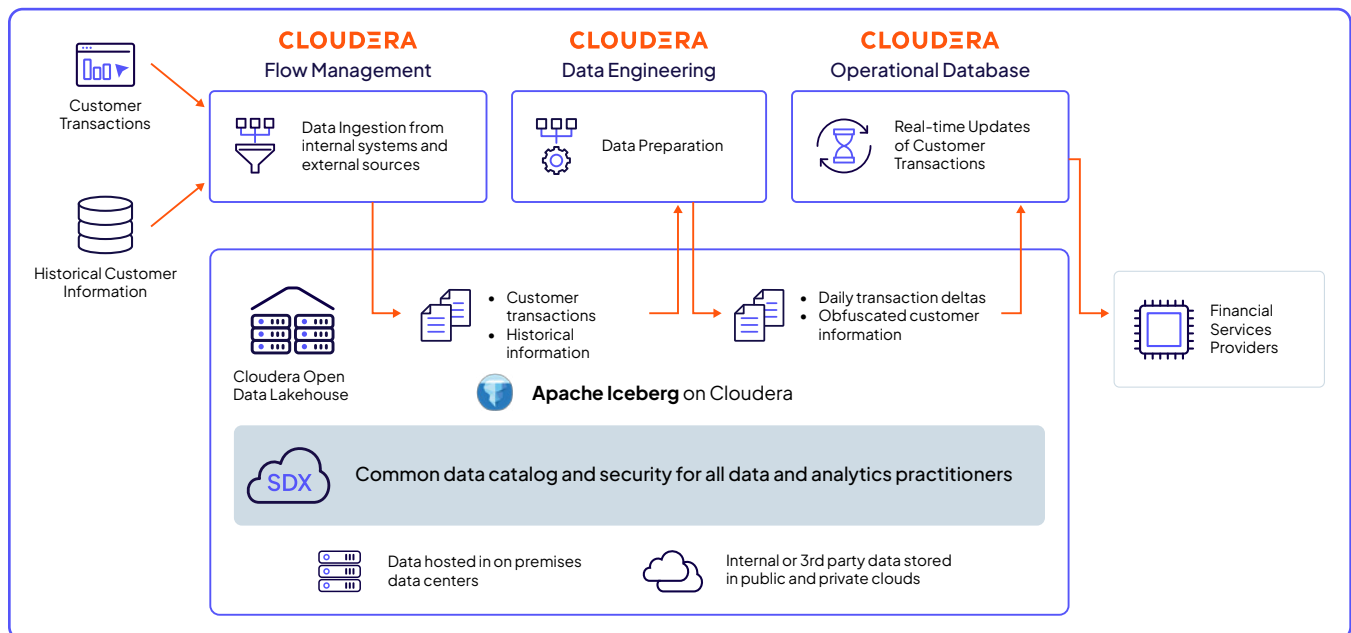 CLOUDERA
Flow Management
CLOUDERA
Data Engineering
CLOUDERA
Operational Database
Customer
Transactions
Historical Customer
Information
Data Ingestion from
internal systems and
external sources
Data Preparation
Real-time Updates
of Customer
Transactions
Cloudera Open
Data Lakehouse
• Customer
transactions
• Historical
information
• Daily transaction deltas
• Obfuscated customer
information
Financial
Services
Providers
Apache Iceberg on Cloudera
SDX
Common data catalog and security for all data and analytics practitioners
Data hosted in on premises
data centers
Internal or 3rd party data stored
in public and private clouds